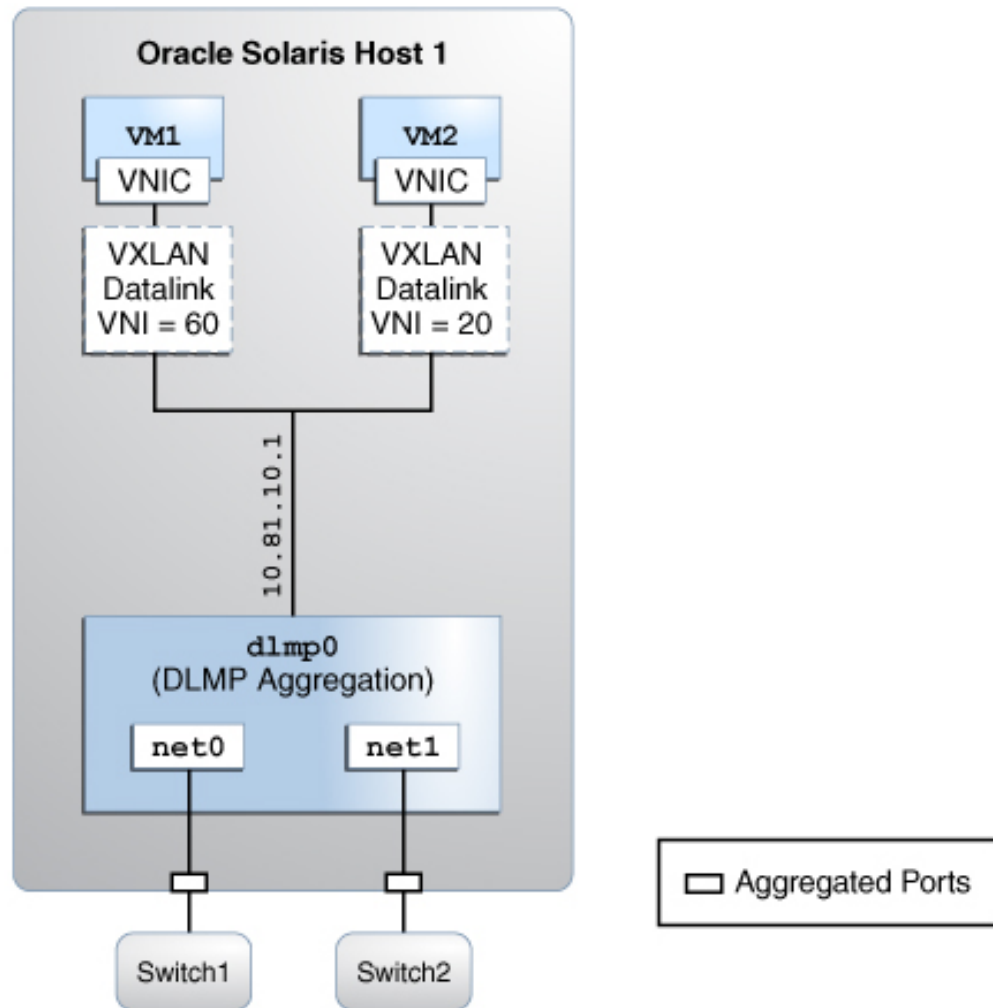 Oracle Solaris Host 1
VM1
VM2
VNIC
VNIC
VXLAN
Datalink
VNI = 60
VXLAN
Datalink
VNI = 20
10.81.10.1
dlmp0
(DLMP Aggregation)
net0
net1
Aggregated Ports
Switch1
Switch2